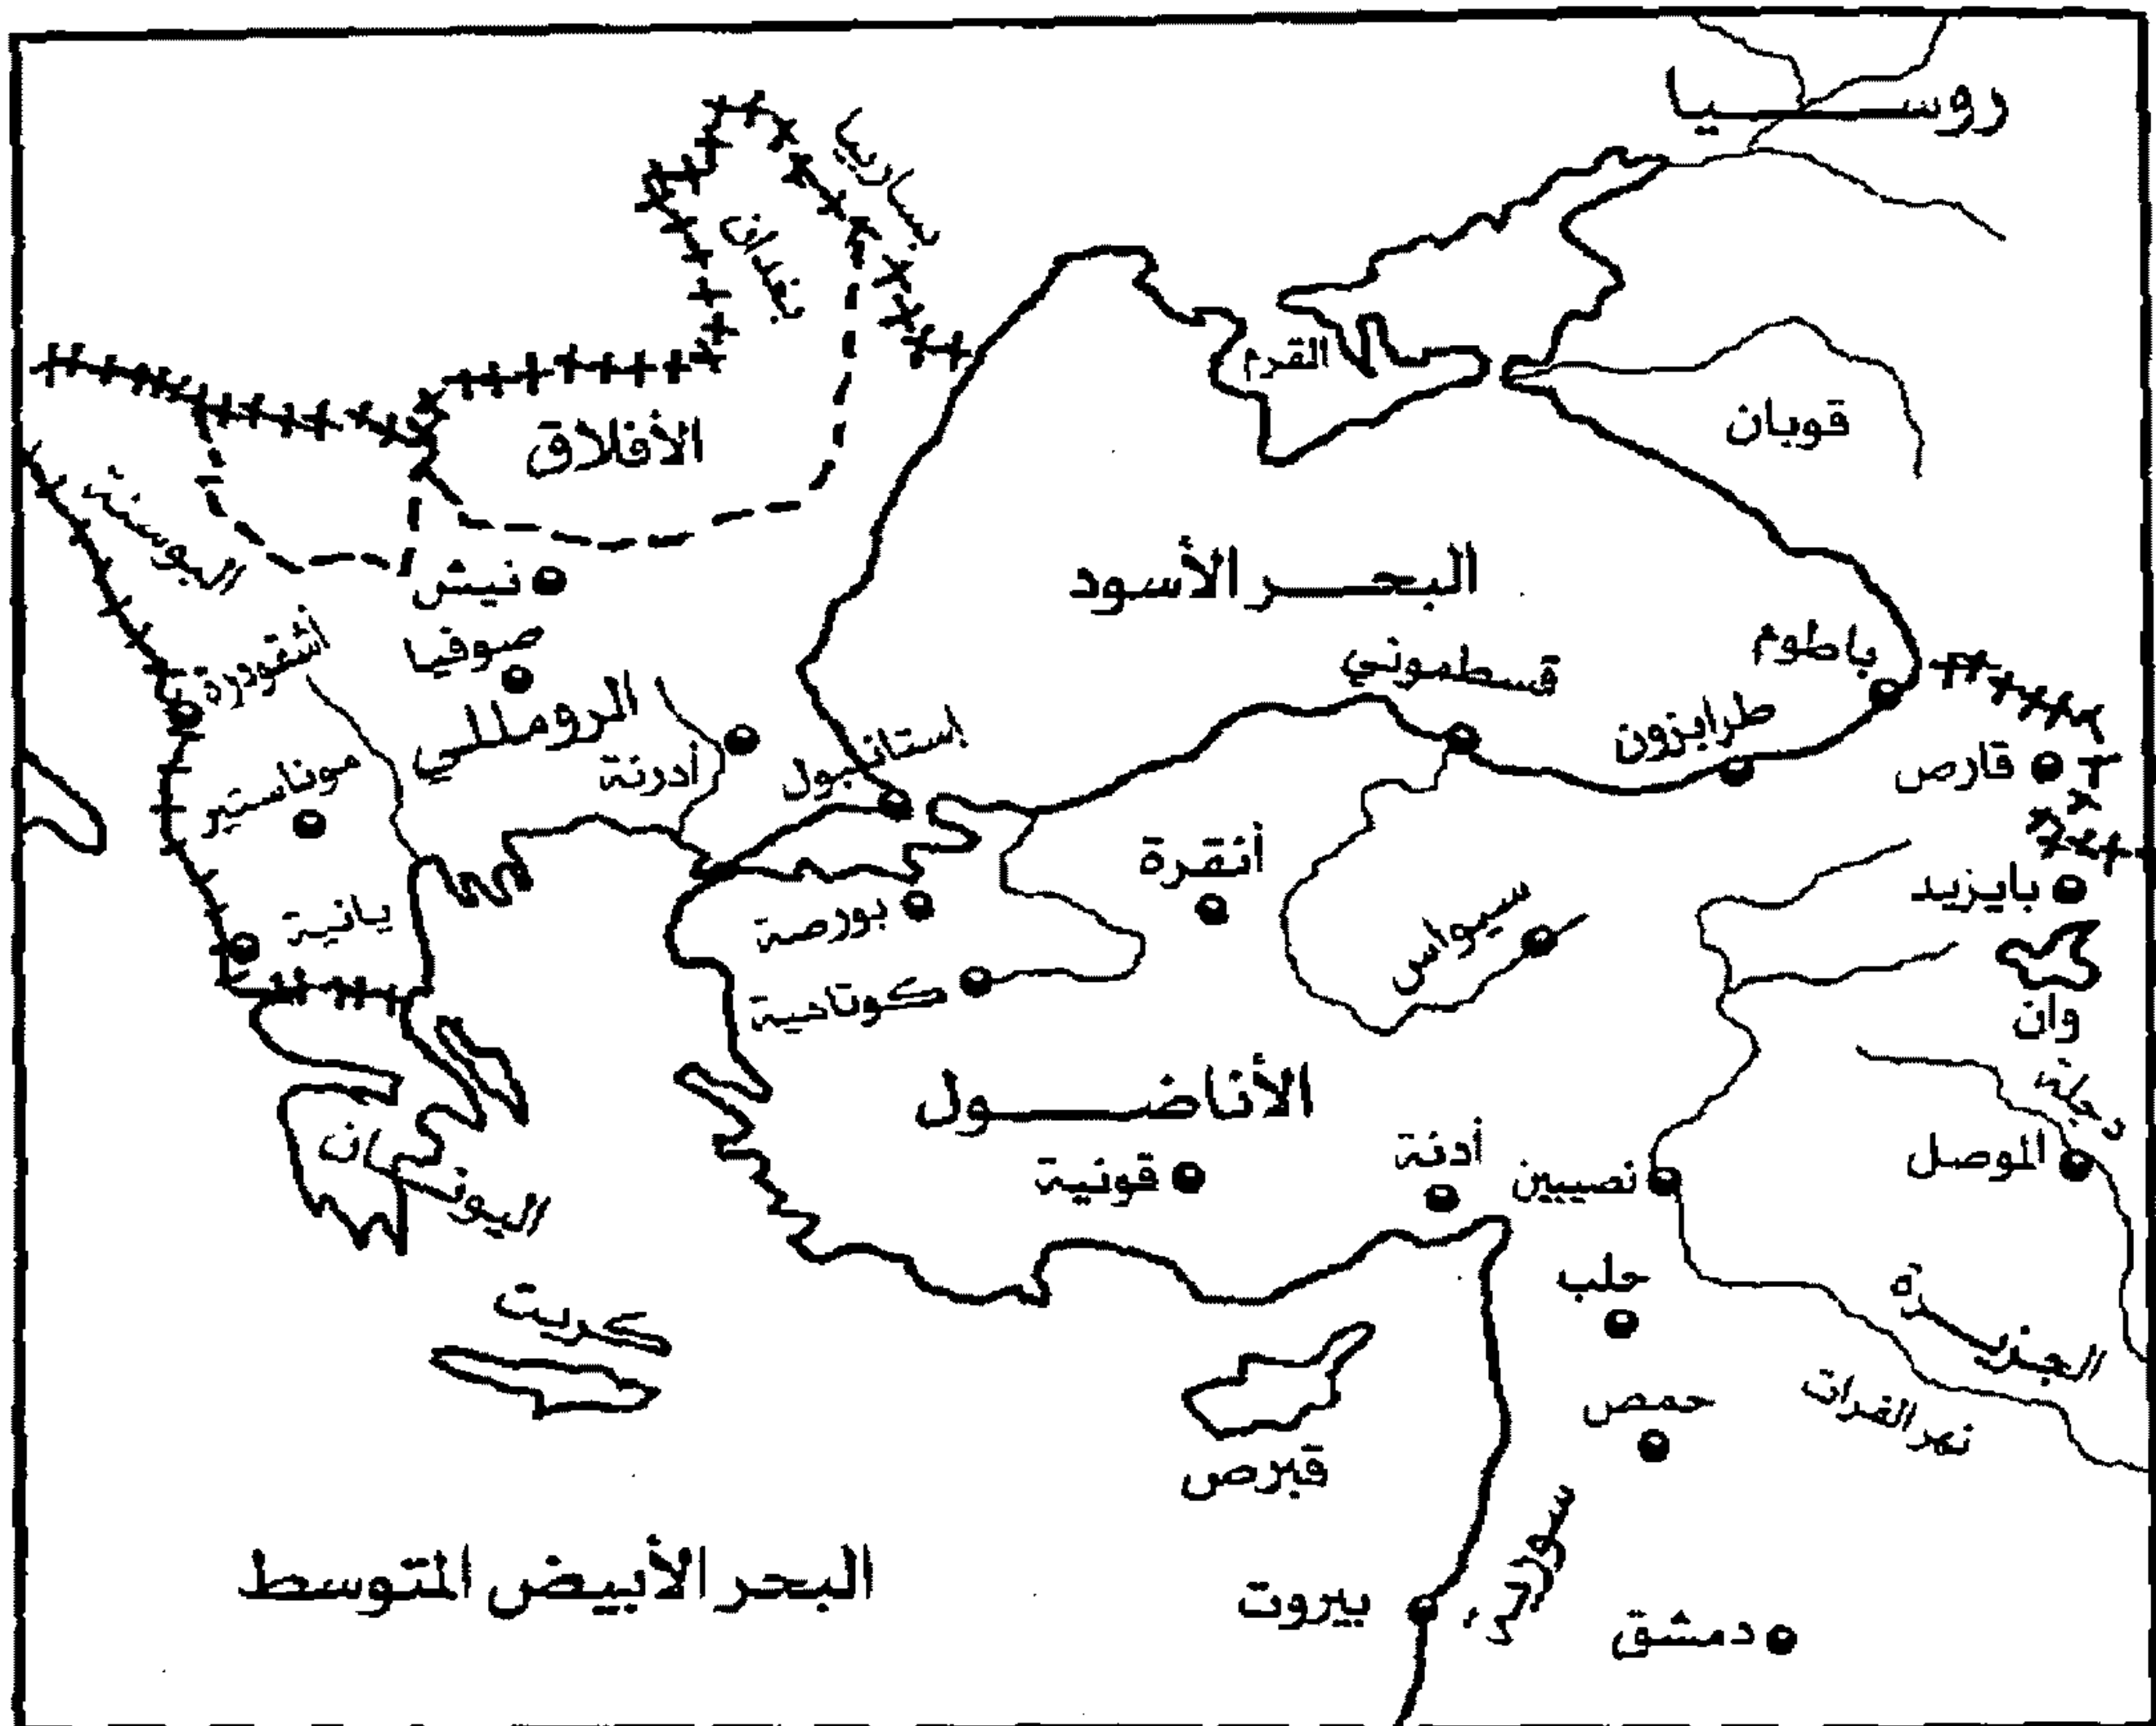 روسيا
بسارابيا
بغدان
القرم
قوبان
الأفلاق
البوسنة
نيش
البحر الأسود
صوفيا
أشقودرة
قسطموني
باطوم
الرومللي
طرابزون
استانبول
أدرنة
قارص
موناستير
أنقرة
بايزيد
يانية
بورصة
سيواس
كوتاحية
وان
دجلة
الأناضول
اليونان
قونية
أدنة
نصيبين
الموصل
حلب
كريت
الجزيرة
حمص
نهر الفرات
قبرص
سوريا
البحر الأبيض المتوسط
بيروت
دمشق